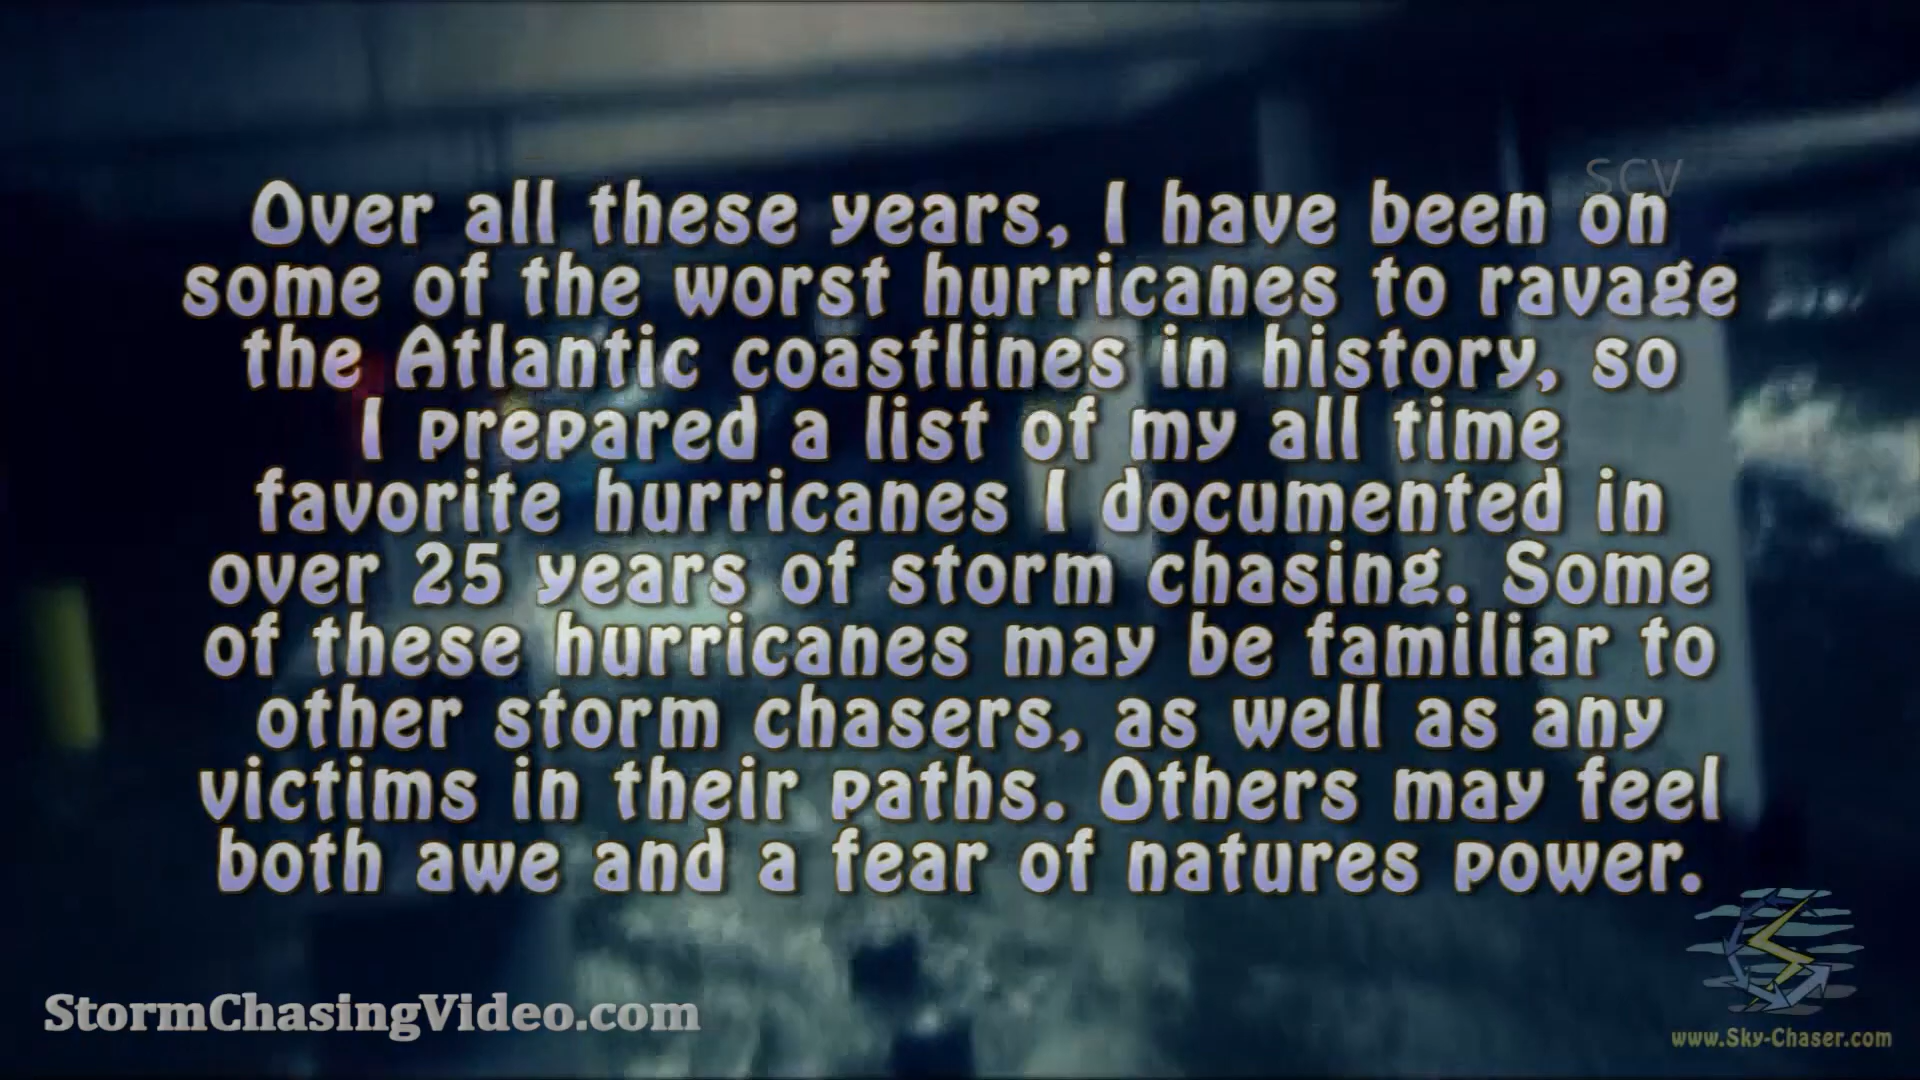 SCV
Over all these years, I have been on
some of the worst hurricanes to ravage
the Atlantic coastlines in history, so
I prepared a list of my all time
favorite hurricanes I documented in
over 25 years of storm chasing. Some
of these hurricanes may be familiar to
other storm chasers, as well as any
victims in their paths. Others may feel
both awe and a fear of natures power.
StormChasingVideo.com
www.Sky-Chaser.com